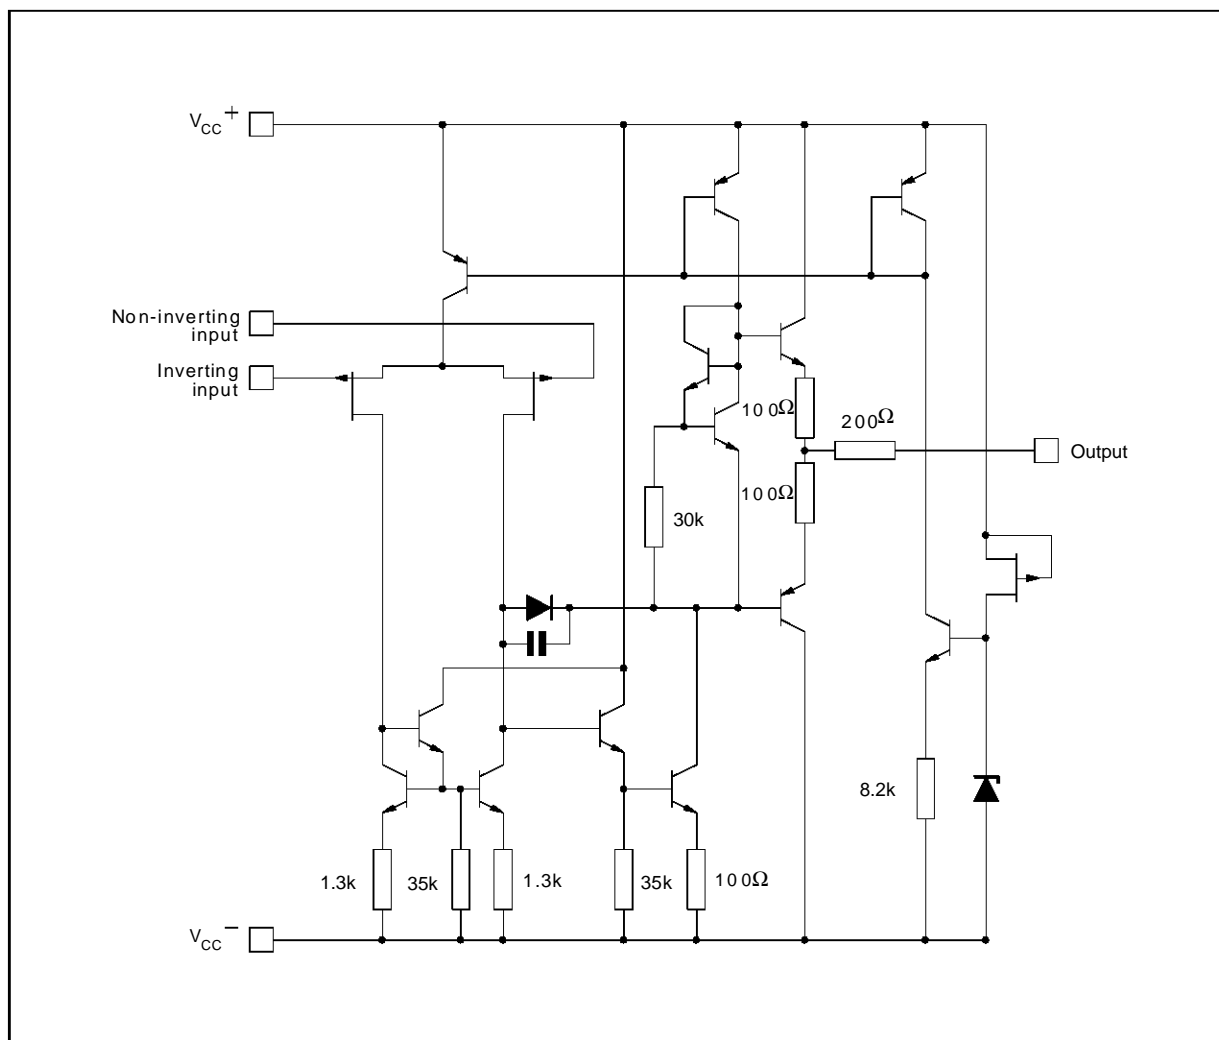 VCC+
Non-inverting
input
Inverting
input
100Ω
200Ω
Output
100Ω
30k
8.2k
1.3k
35k
1.3k
35k
100Ω
VCC−